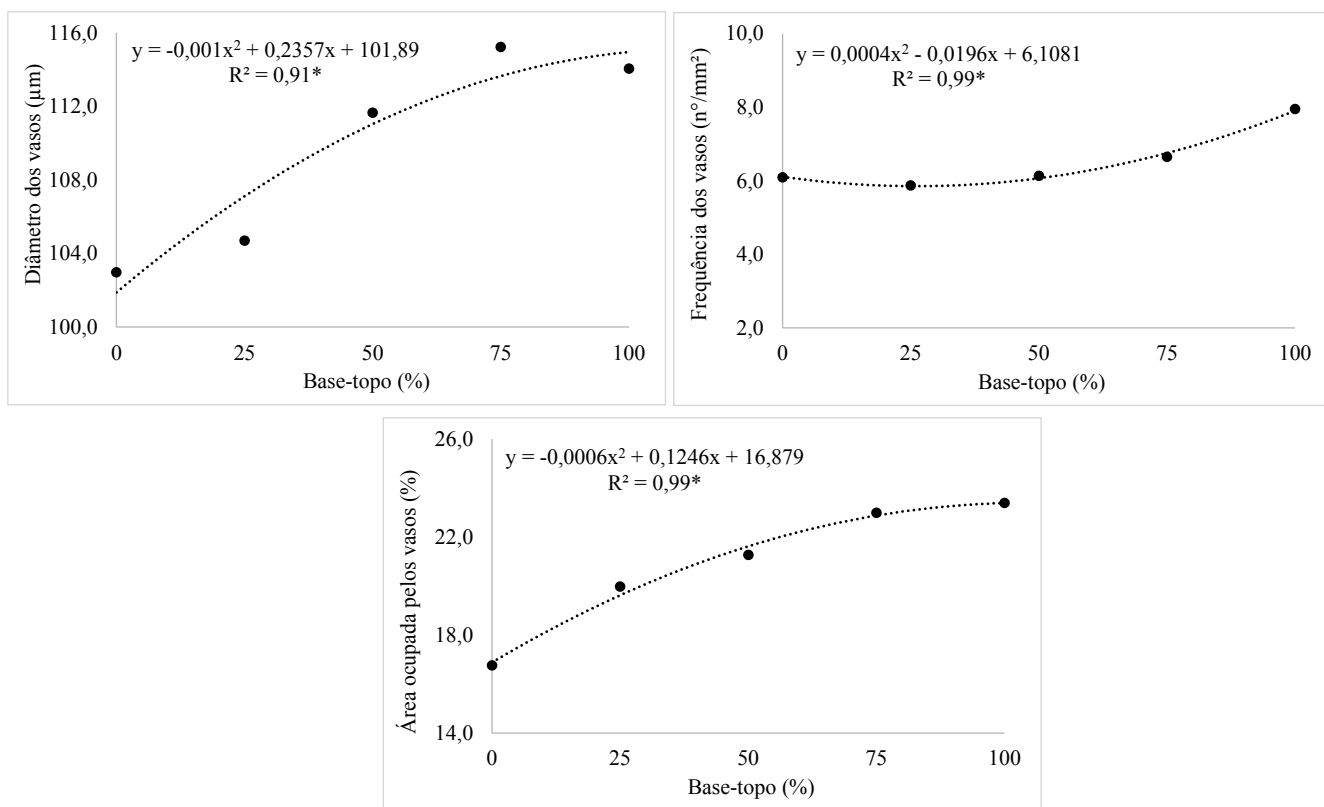 y = -0,001x² + 0,2357x + 101,89
R² = 0,91*
Diâmetro dos vasos (µm)
116,0
112,0
108,0
104,0
100,0
0 25 50 75 100
Base-topo (%)
y = 0,0004x² - 0,0196x + 6,1081
R² = 0,99*
Frequência dos vasos (n°/mm²)
10,0
8,0
6,0
4,0
2,0
0 25 50 75 100
Base-topo (%)
y = -0,0006x² + 0,1246x + 16,879
R² = 0,99*
Área ocupada pelos vasos (%)
26,0
22,0
18,0
14,0
0 25 50 75 100
Base-topo (%)